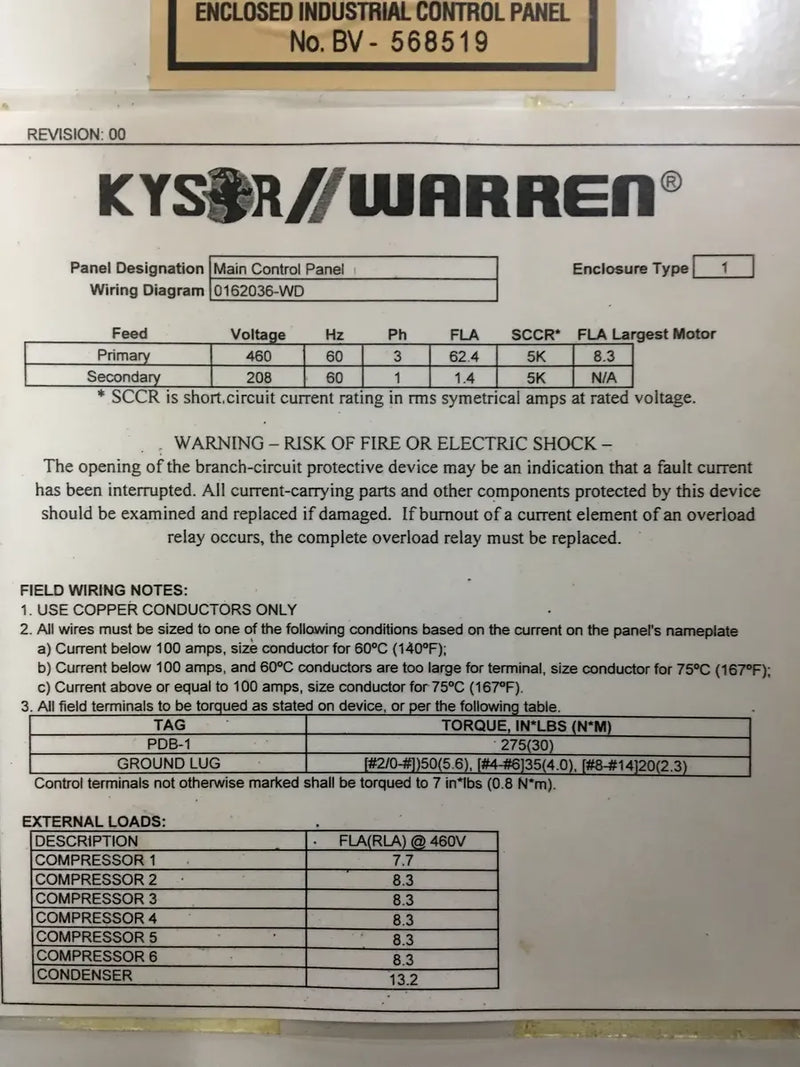 ENCLOSED INDUSTRIAL CONTROL PANEL
No. BV - 568519
REVISION: 00
KYSOR//WARREN®
Panel Designation Main Control Panel Enclosure Type 1
Wiring Diagram 0162036-WD
Feed Voltage Hz Ph FLA SCCR* FLA Largest Motor
Primary 460 60 3 62.4 5K 8.3
Secondary 208 60 1 1.4 5K N/A
* SCCR is short circuit current rating in rms symetrical amps at rated voltage.
WARNING – RISK OF FIRE OR ELECTRIC SHOCK –
The opening of the branch-circuit protective device may be an indication that a fault current
has been interrupted. All current-carrying parts and other components protected by this device
should be examined and replaced if damaged. If burnout of a current element of an overload
relay occurs, the complete overload relay must be replaced.
FIELD WIRING NOTES:
1. USE COPPER CONDUCTORS ONLY
2. All wires must be sized to one of the following conditions based on the current on the panel's nameplate
a) Current below 100 amps, size conductor for 60ºC (140ºF);
b) Current below 100 amps, and 60ºC conductors are too large for terminal, size conductor for 75ºC (167ºF);
c) Current above or equal to 100 amps, size conductor for 75ºC (167ºF).
3. All field terminals to be torqued as stated on device, or per the following table.
TAG TORQUE, IN*LBS (N*M)
PDB-1 275(30)
GROUND LUG [#2/0-#])50(5.6), [#4-#6]35(4.0), [#8-#14]20(2.3)
Control terminals not otherwise marked shall be torqued to 7 in*lbs (0.8 N*m).
EXTERNAL LOADS:
DESCRIPTION FLA(RLA) @ 460V
COMPRESSOR 1 7.7
COMPRESSOR 2 8.3
COMPRESSOR 3 8.3
COMPRESSOR 4 8.3
COMPRESSOR 5 8.3
COMPRESSOR 6 8.3
CONDENSER 13.2